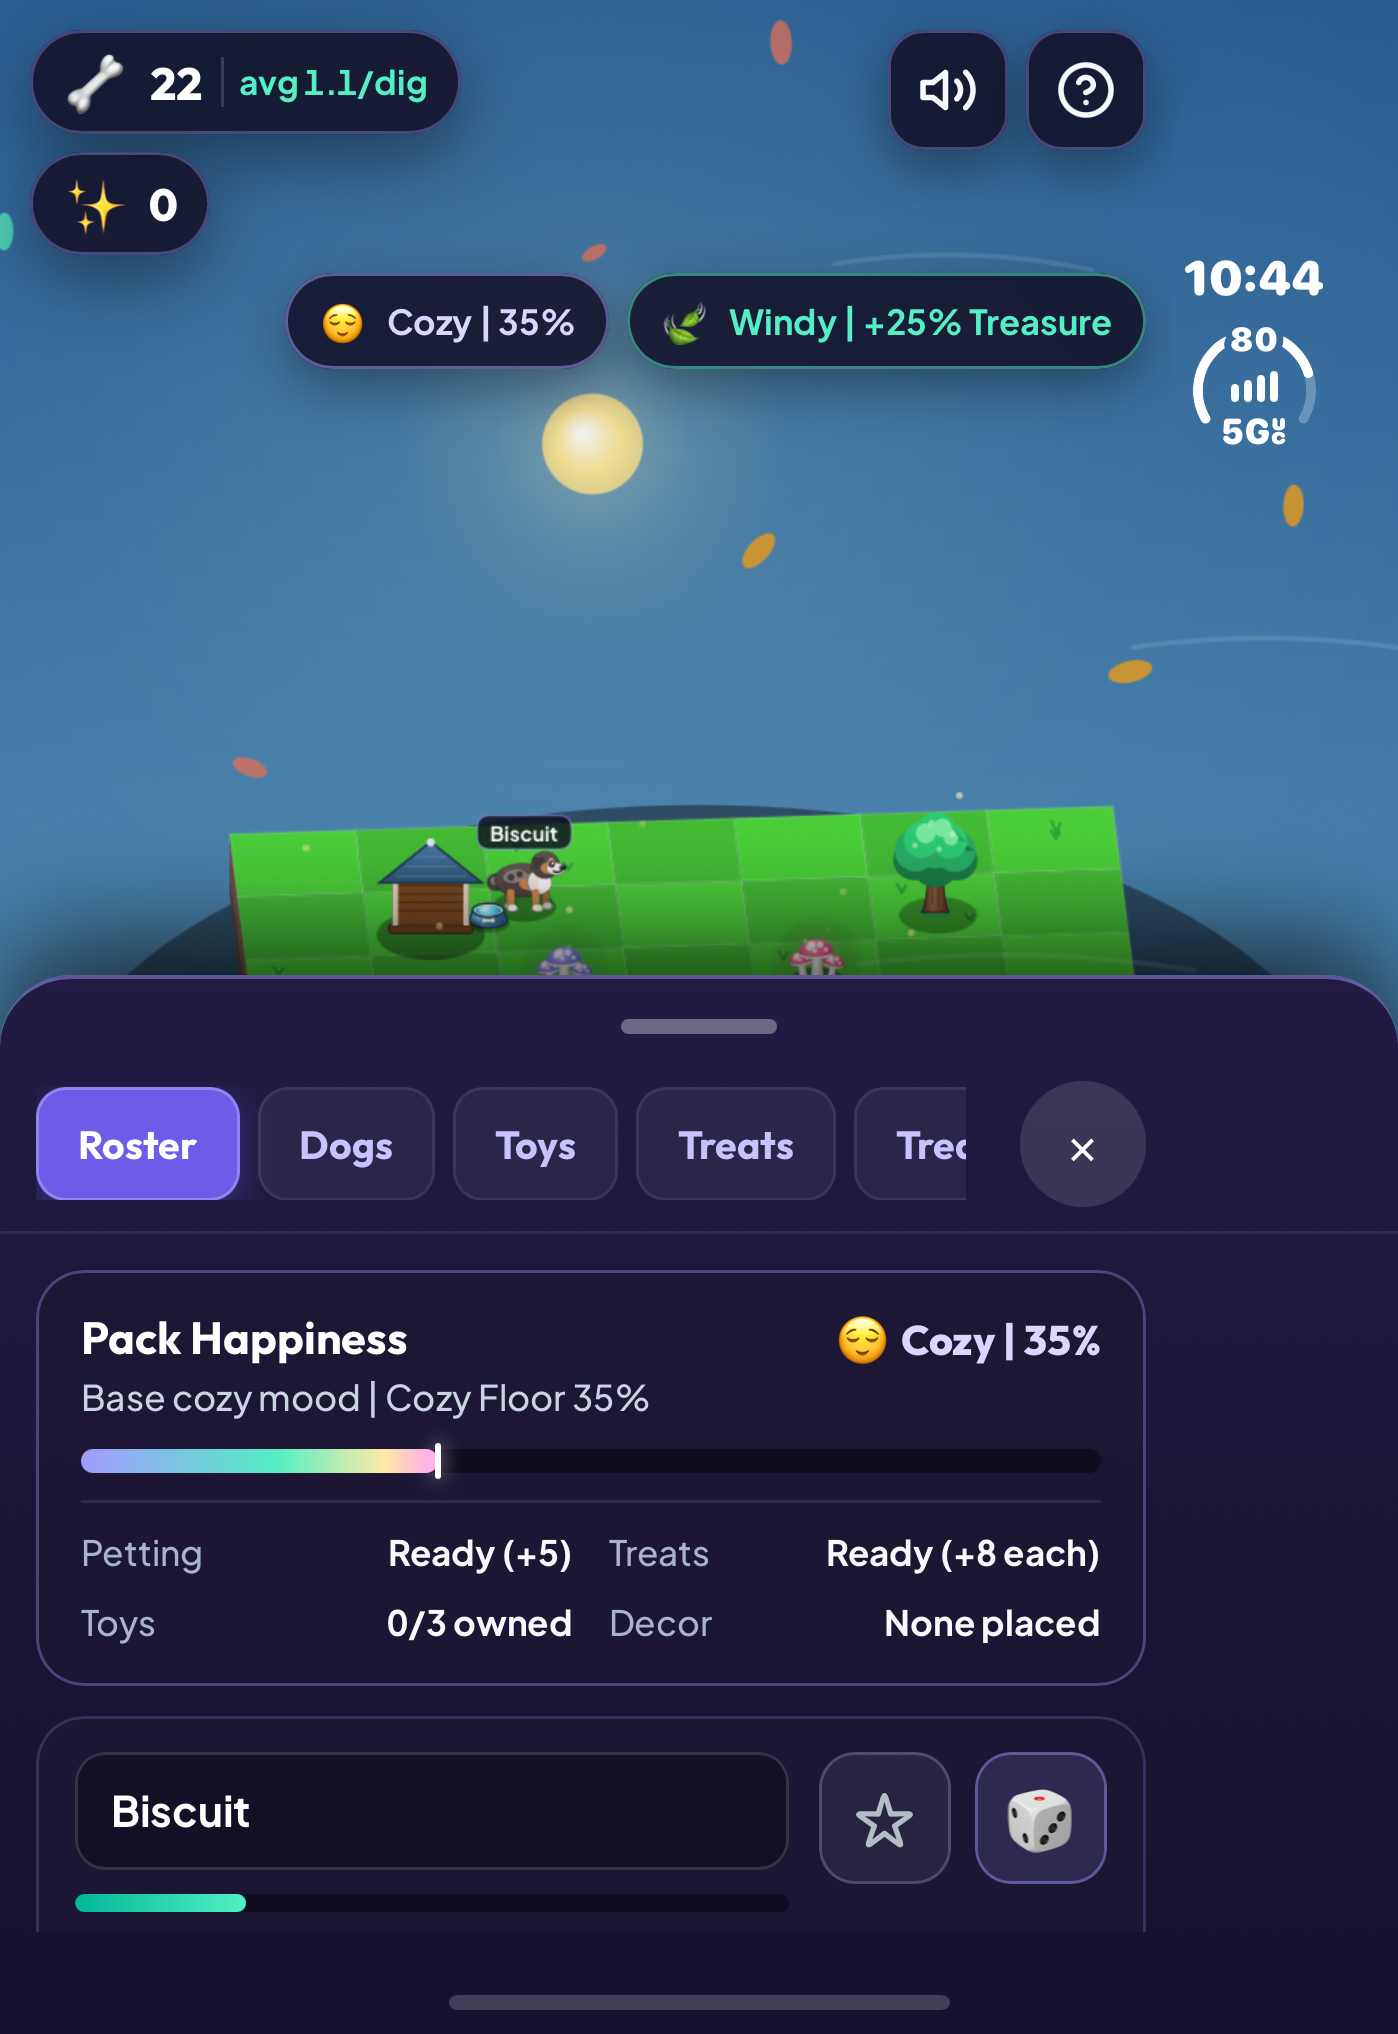 22 avg 1.1/dig
0
Cozy | 35%
Windy | +25% Treasure
10:44
80
5G UC
Biscuit
Roster
Dogs
Toys
Treats
Trea
×
Pack Happiness
Cozy | 35%
Base cozy mood | Cozy Floor 35%
Petting Ready (+5) Treats Ready (+8 each)
Toys 0/3 owned Decor None placed
Biscuit